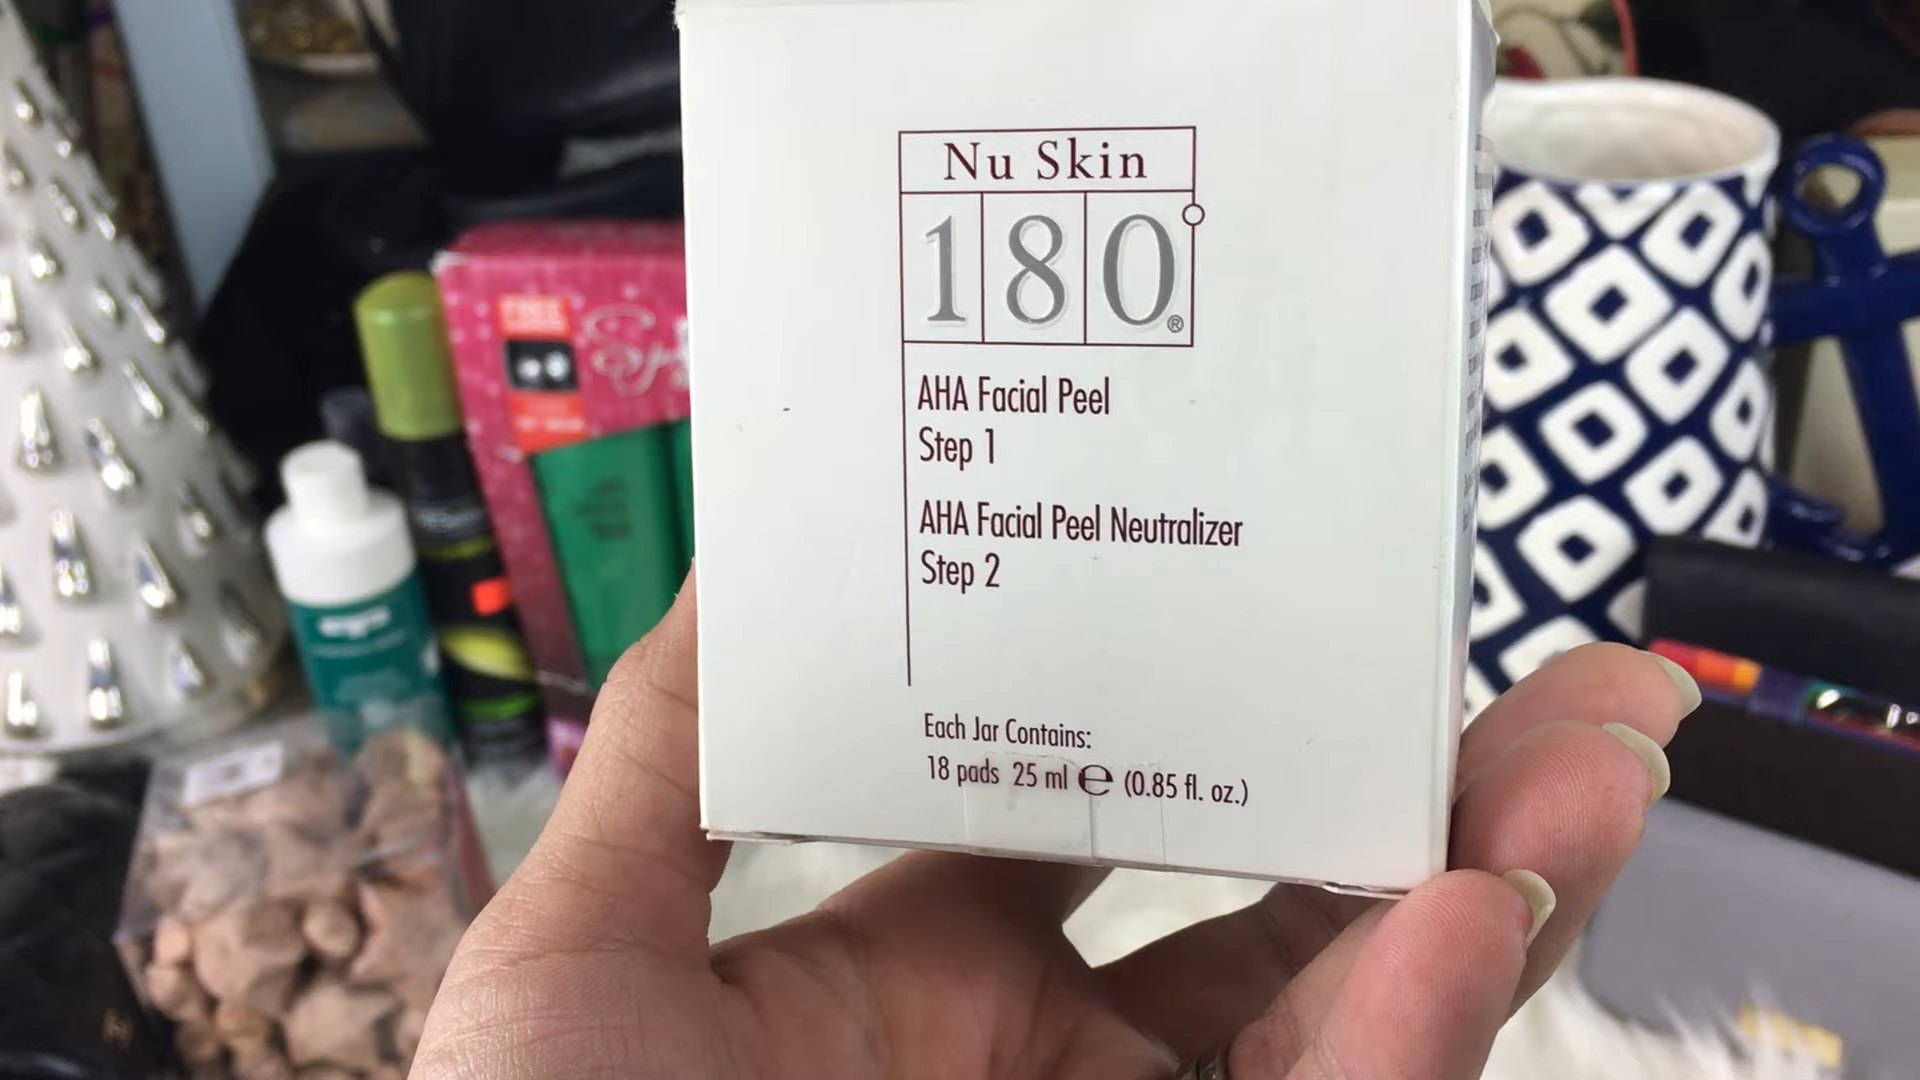 Nu Skin
180®
AHA Facial Peel
Step 1
AHA Facial Peel Neutralizer
Step 2
Each Jar Contains:
18 pads 25 ml ℮ (0.85 fl. oz.)
FREE